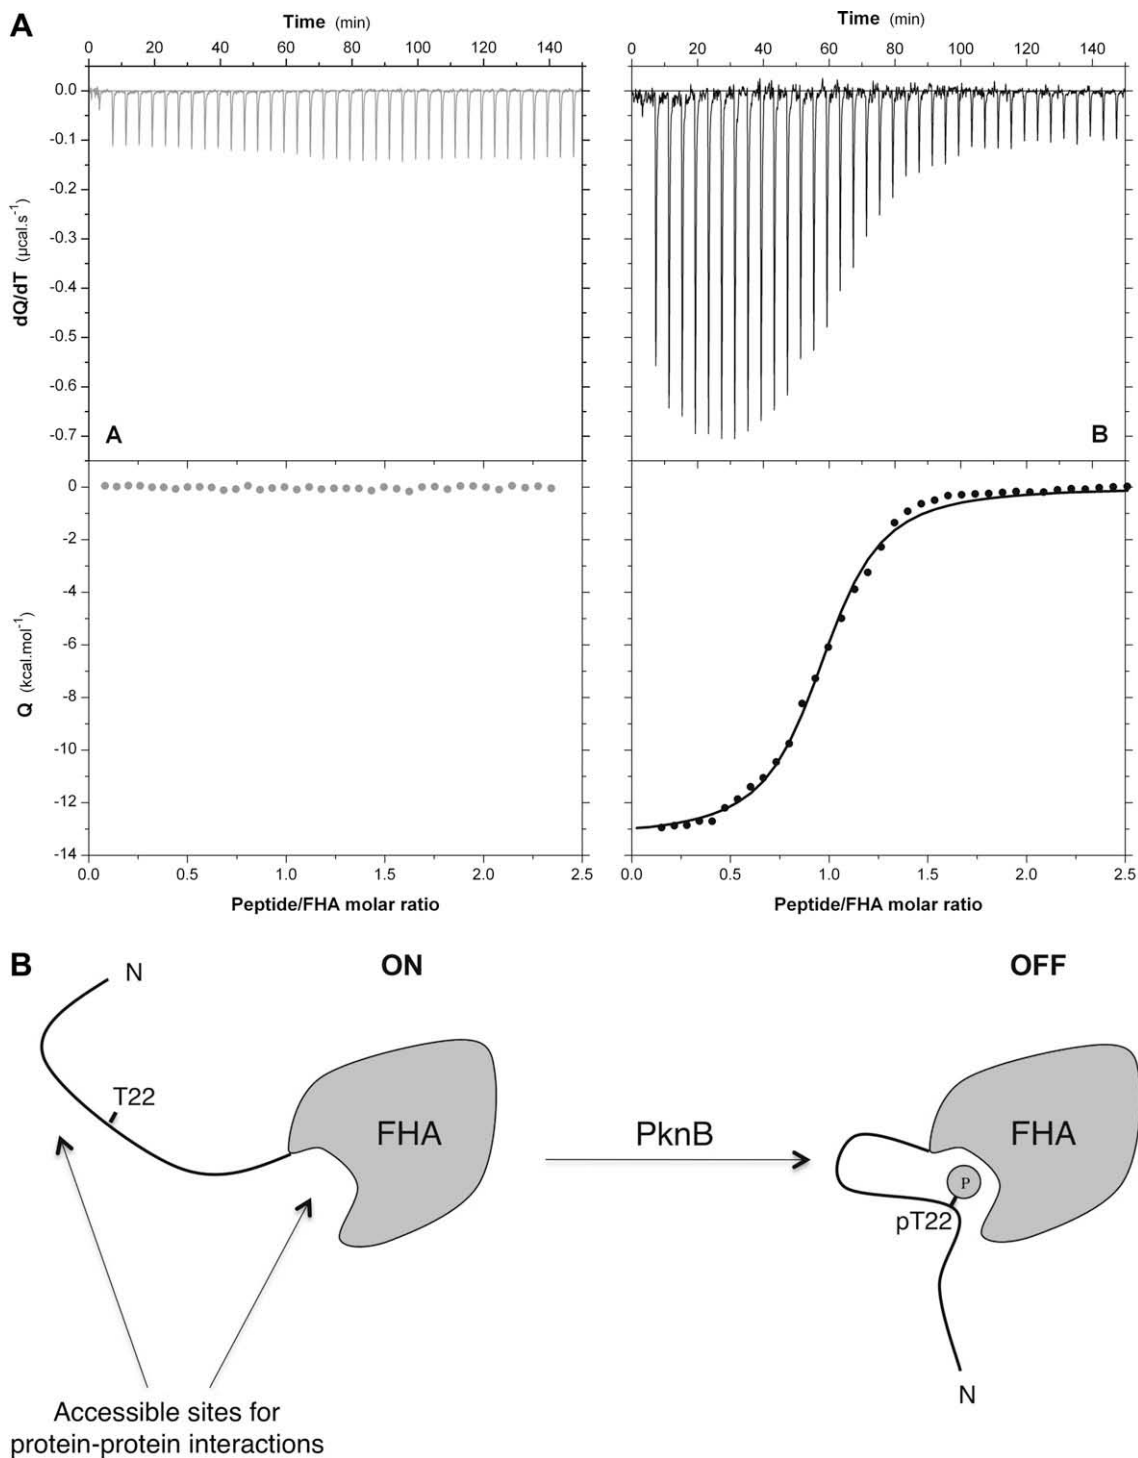 A
Time (min)
0 20 40 60 80 100 120 140
0.0
-0.1
-0.2
-0.3
-0.4
-0.5
-0.6
-0.7
dQ/dT (µcal.s⁻¹)
A
0
-2
-4
-6
-8
-10
-12
-14
Q (kcal.mol⁻¹)
0.0 0.5 1.0 1.5 2.0 2.5
Peptide/FHA molar ratio
Time (min)
0 20 40 60 80 100 120 140
B
0.0 0.5 1.0 1.5 2.0 2.5
Peptide/FHA molar ratio
B
N
ON
T22
FHA
Accessible sites for
protein-protein interactions
PknB
OFF
FHA
P
pT22
N